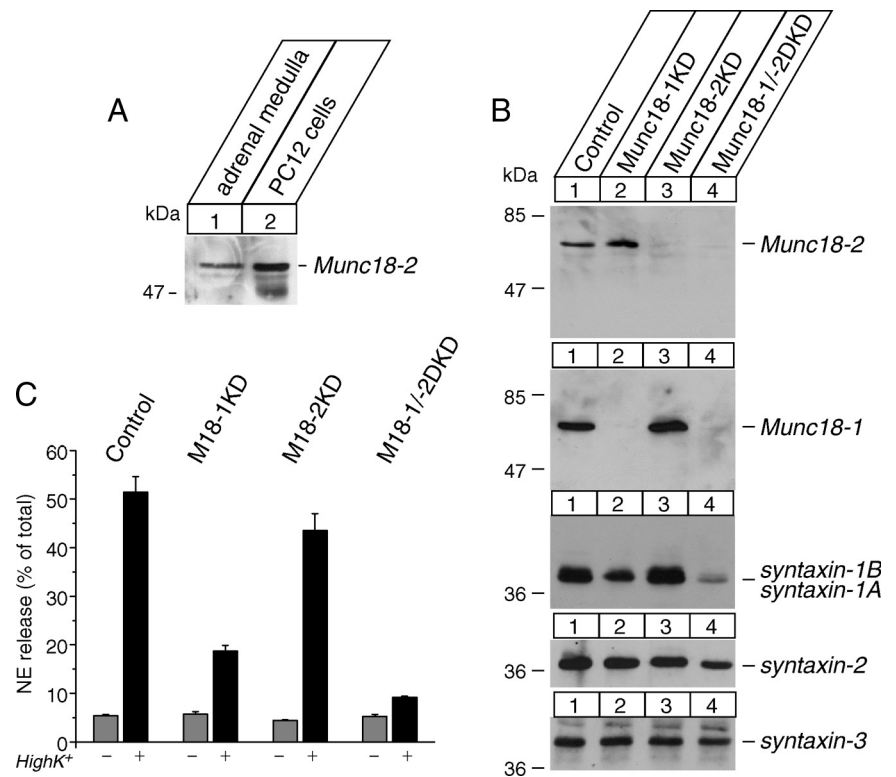 A
adrenal medulla
PC12 cells
kDa
1 2
Munc18-2
47
B
Control
Munc18-1KD
Munc18-2KD
Munc18-1/-2DKD
kDa
1 2 3 4
85
Munc18-2
47
1 2 3 4
85
Munc18-1
47
1 2 3 4
syntaxin-1B
syntaxin-1A
36
1 2 3 4
36
syntaxin-2
1 2 3 4
syntaxin-3
36
C
Control
M18-1KD
M18-2KD
M18-1/-2DKD
NE release (% of total)
60
50
40
30
20
10
0
HighK+ − + − + − + − +